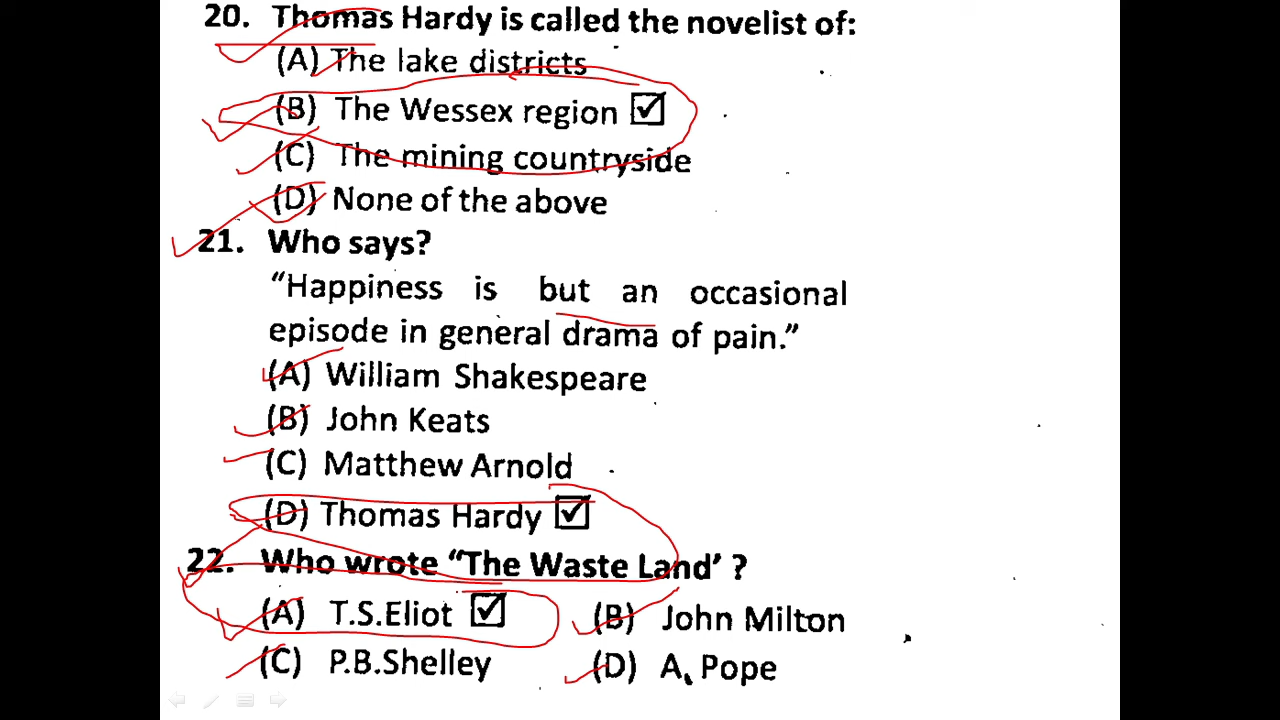 20. Thomas Hardy is called the novelist of:
(A) The lake districts
(B) The Wessex region ☑
(C) The mining countryside
(D) None of the above
21. Who says?
“Happiness is but an occasional
episode in general drama of pain.”
(A) William Shakespeare
(B) John Keats
(C) Matthew Arnold
(D) Thomas Hardy ☑
22. Who wrote “The Waste Land’ ?
(A) T.S.Eliot ☑ (B) John Milton
(C) P.B.Shelley (D) A. Pope